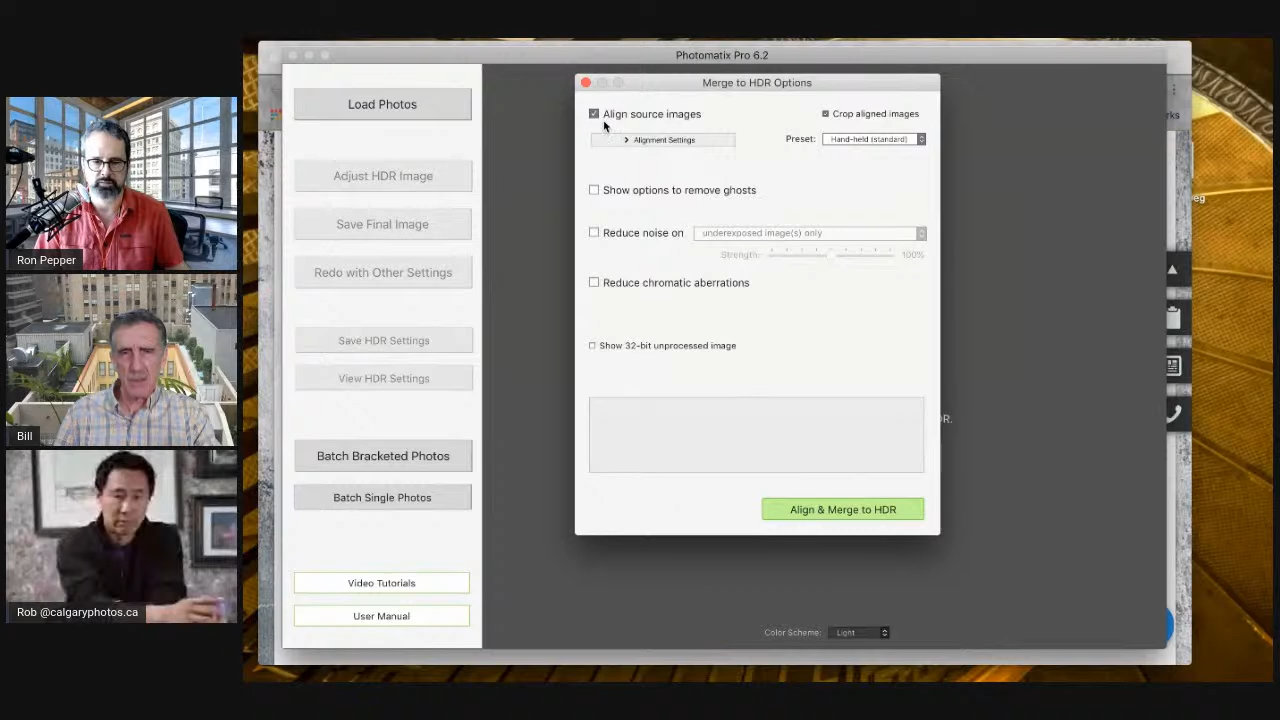 Ron Pepper
Bill
Rob @calgaryphotos.ca
Photomatix Pro 6.2
Load Photos
Adjust HDR Image
Save Final Image
Redo with Other Settings
Save HDR Settings
View HDR Settings
Batch Bracketed Photos
Batch Single Photos
Video Tutorials
User Manual
Merge to HDR Options
Align source images
Crop aligned images
Alignment Settings
Preset: Hand-held (standard)
Show options to remove ghosts
Reduce noise on underexposed image(s) only
Strength: 100%
Reduce chromatic aberrations
Show 32-bit unprocessed image
Align & Merge to HDR
DR.
Color Scheme: Light
eg
rks